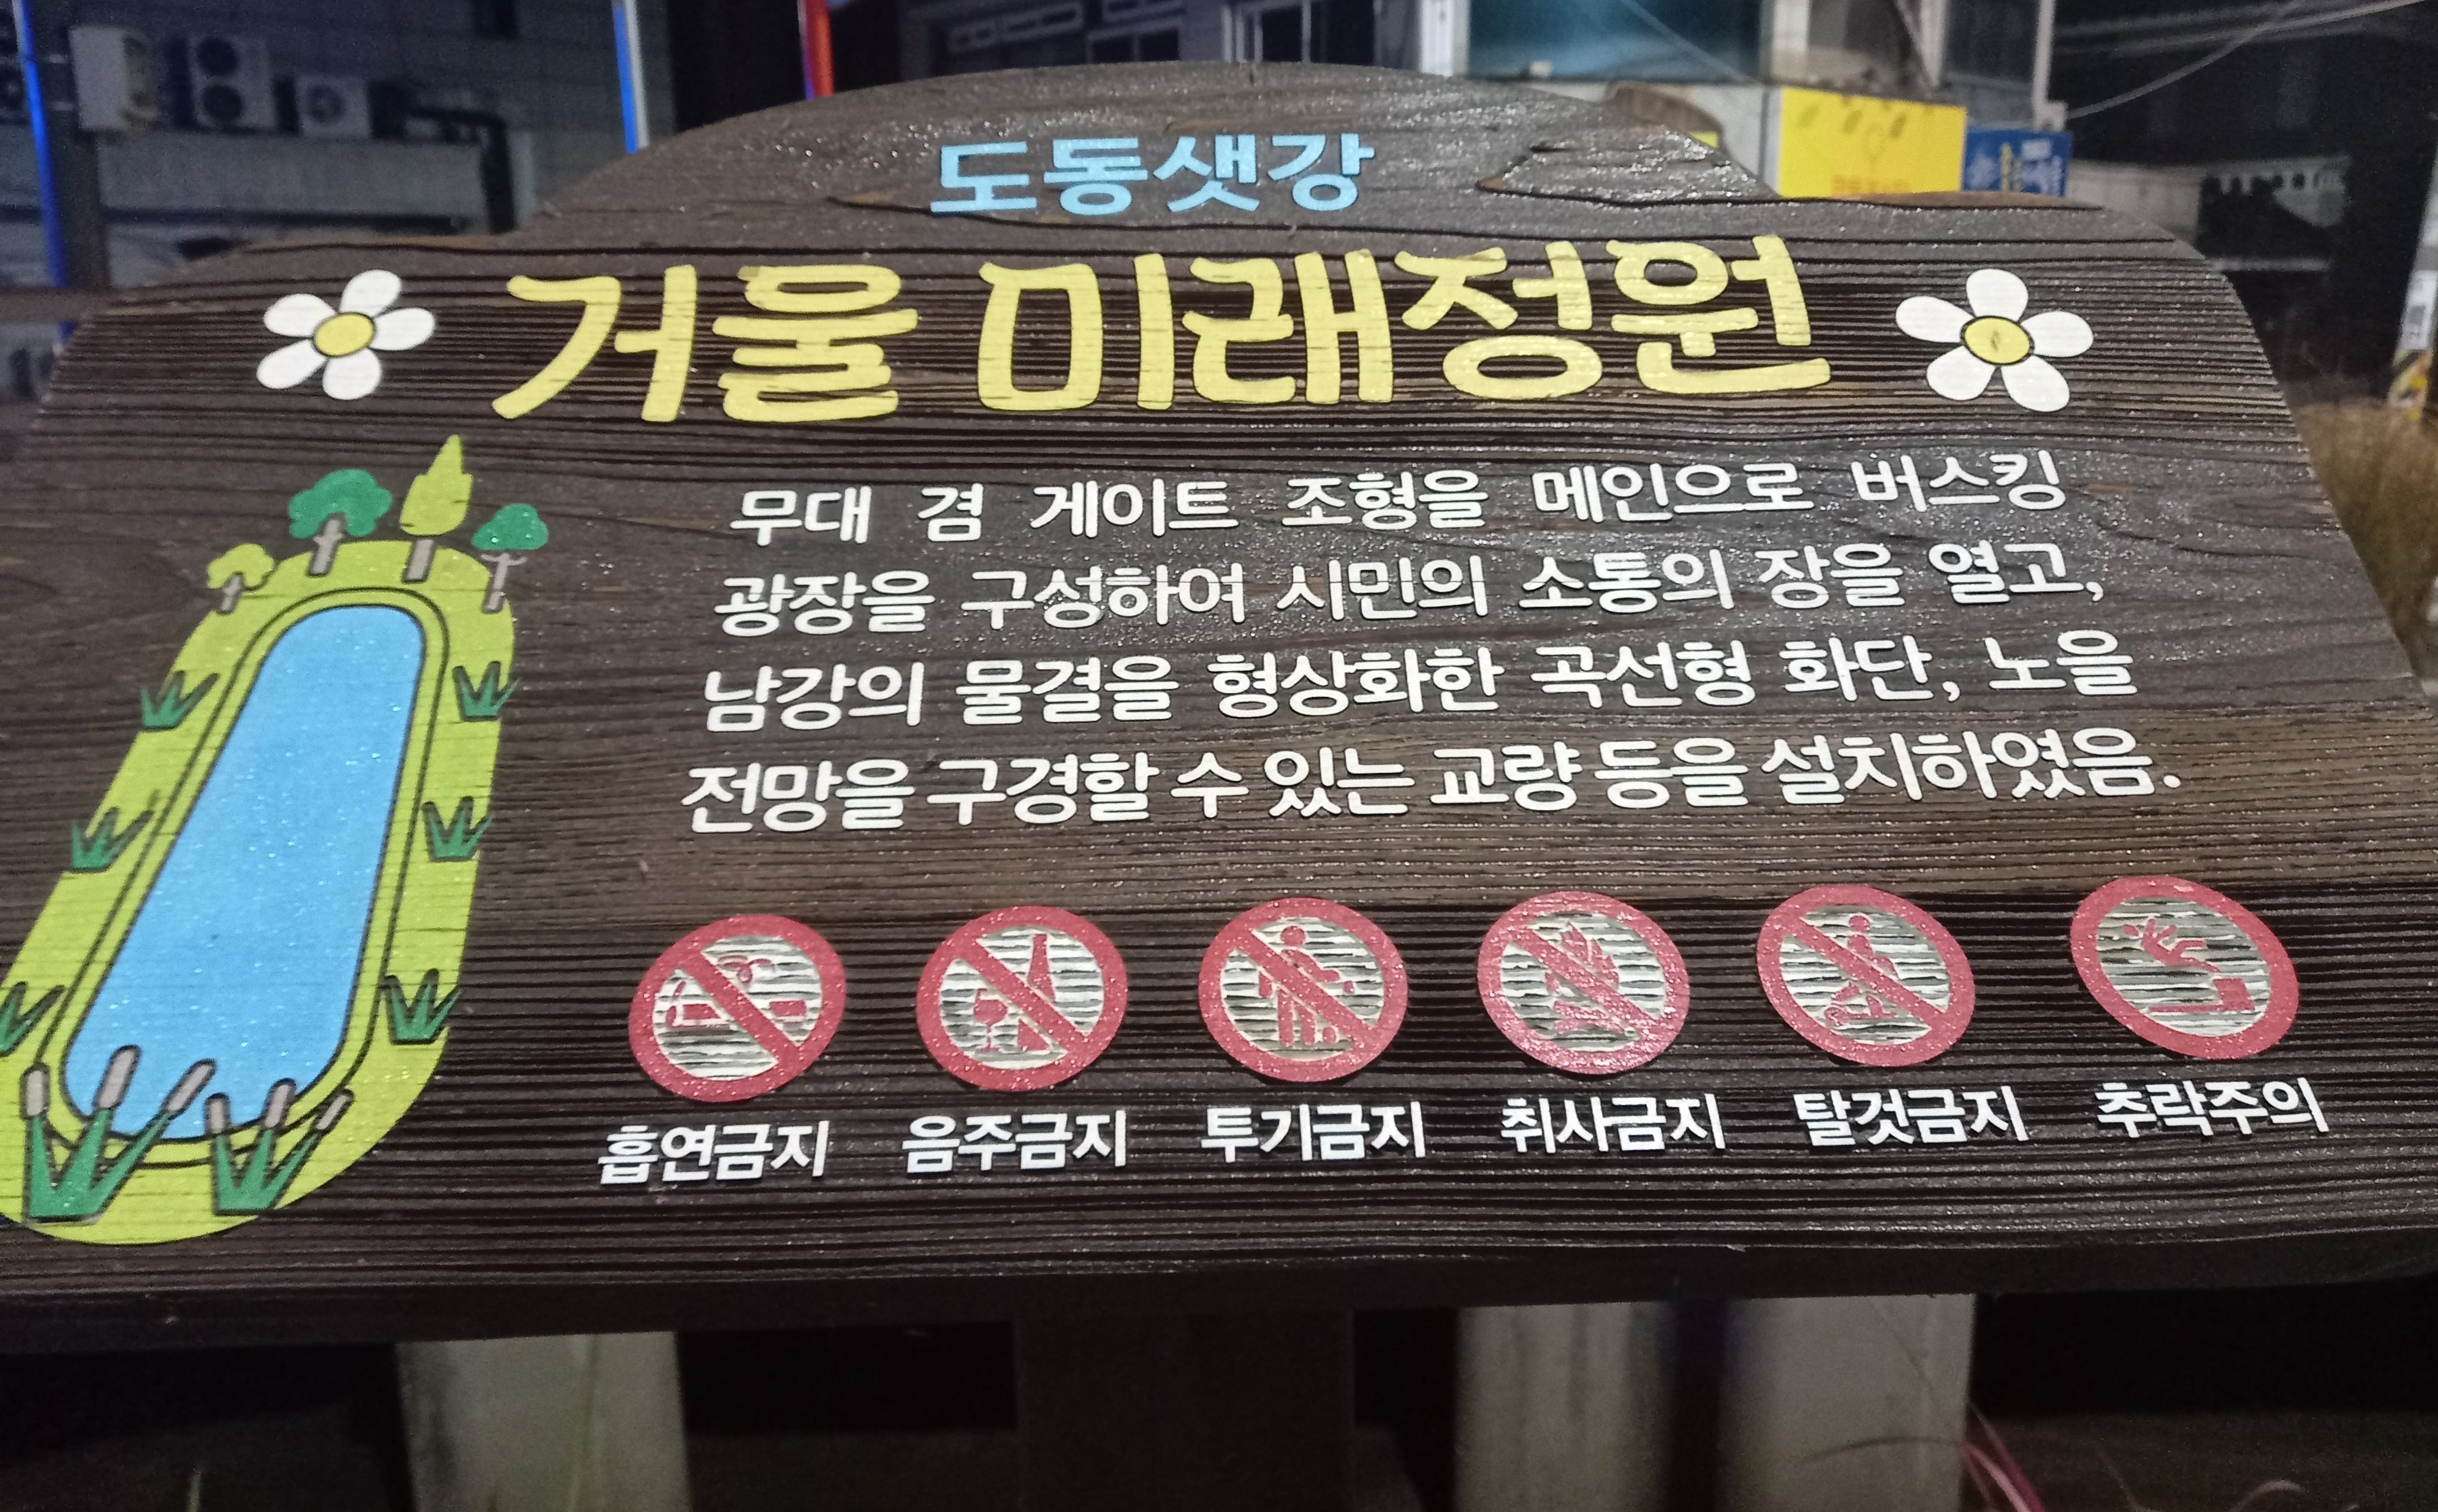 도동샛강
거울 미래정원
무대 겸 게이트 조형을 메인으로 버스킹
광장을 구성하여 시민의 소통의 장을 열고,
남강의 물결을 형상화한 곡선형 화단, 노을
전망을 구경할 수 있는 교량 등을 설치하였음.
흡연금지 음주금지 투기금지 취사금지 탈것금지 추락주의